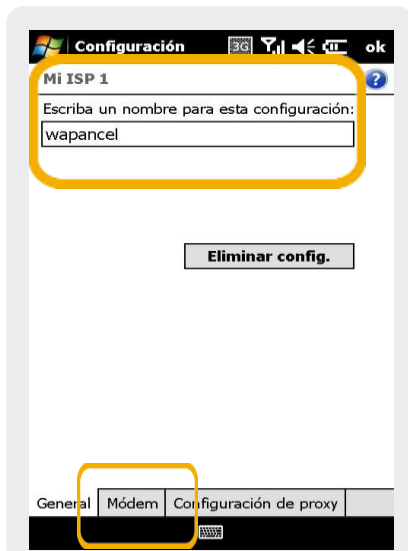 Configuración 3G ok
Mi ISP 1
?
Escriba un nombre para esta configuración:
wapancel
Eliminar config.
General Módem Configuración de proxy